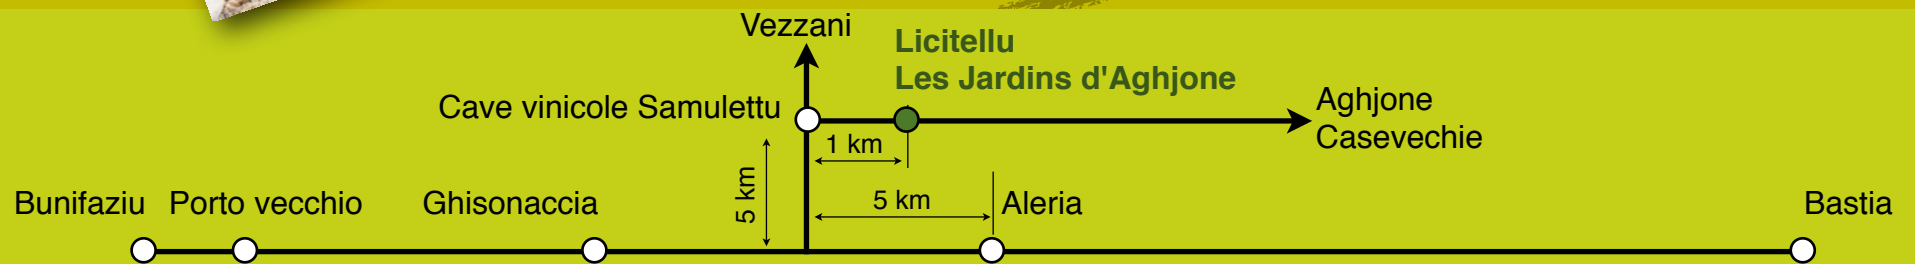 Vezzani
Licitellu
Les Jardins d'Aghjone
Cave vinicole Samulettu
Aghjone
Casevechie
1 km
5 km
5 km
Bunifaziu
Porto vecchio
Ghisonaccia
Aleria
Bastia